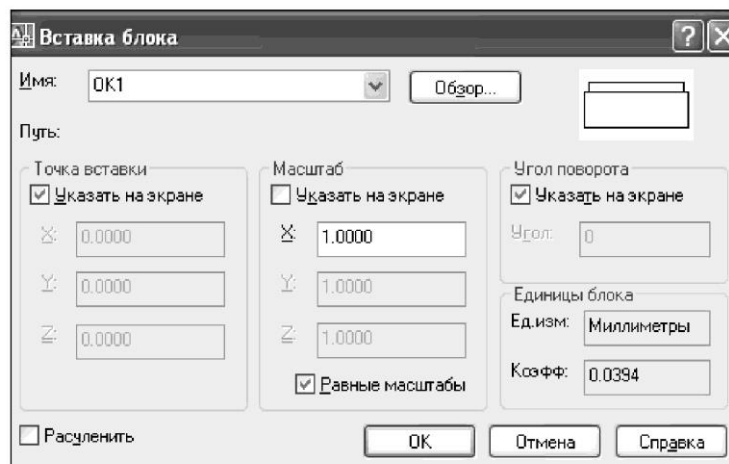 Вставка блока
Имя: OK1 Обзор...
Путь:
Точка вставки
Указать на экране
X: 0.0000
Y: 0.0000
Z: 0.0000
Масштаб
Указать на экране
X: 1.0000
Y: 1.0000
Z: 1.0000
Равные масштабы
Угол поворота
Указать на экране
Угол: 0
Единицы блока
Ед.изм: Миллиметры
Коэфф: 0.0394
Расуленить
OK Отмена Справка